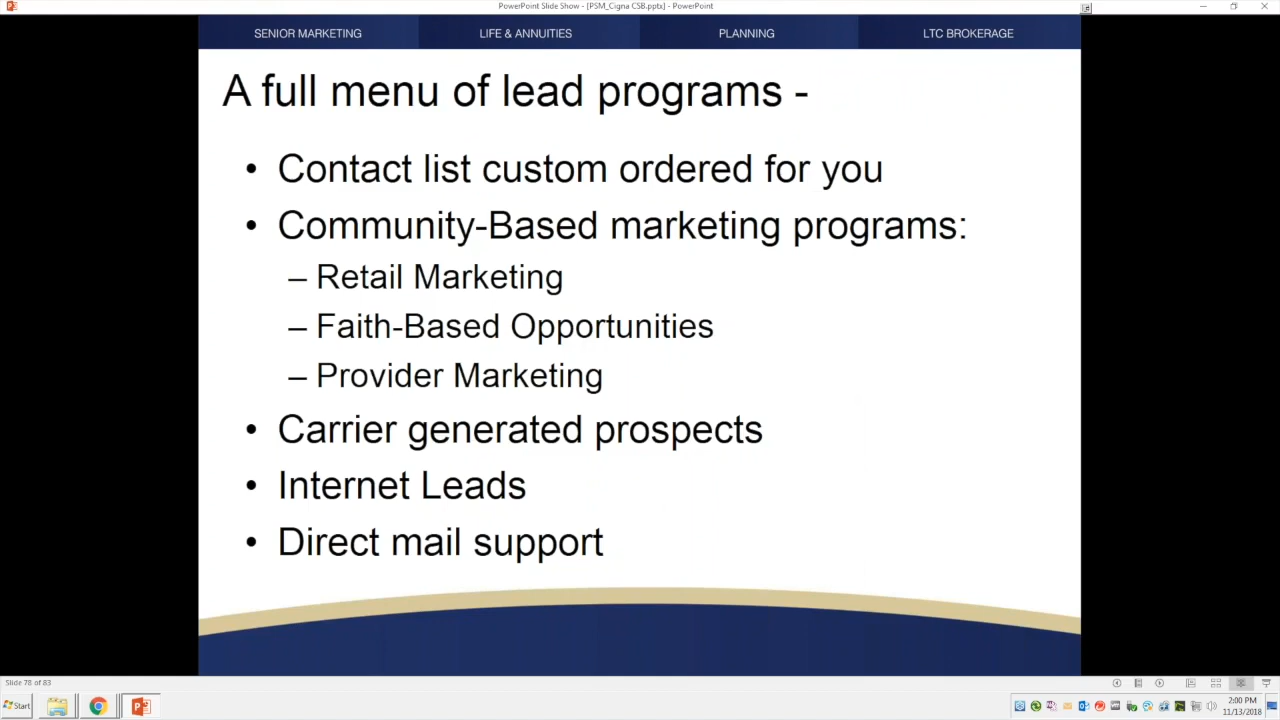 PowerPoint Slide Show - [PSM_Cigna CSB.pptx] - PowerPoint
SENIOR MARKETING
LIFE & ANNUITIES
PLANNING
LTC BROKERAGE
A full menu of lead programs -
• Contact list custom ordered for you
• Community-Based marketing programs:
– Retail Marketing
– Faith-Based Opportunities
– Provider Marketing
• Carrier generated prospects
• Internet Leads
• Direct mail support
Slide 78 of 83
Start
2:00 PM
11/13/2018